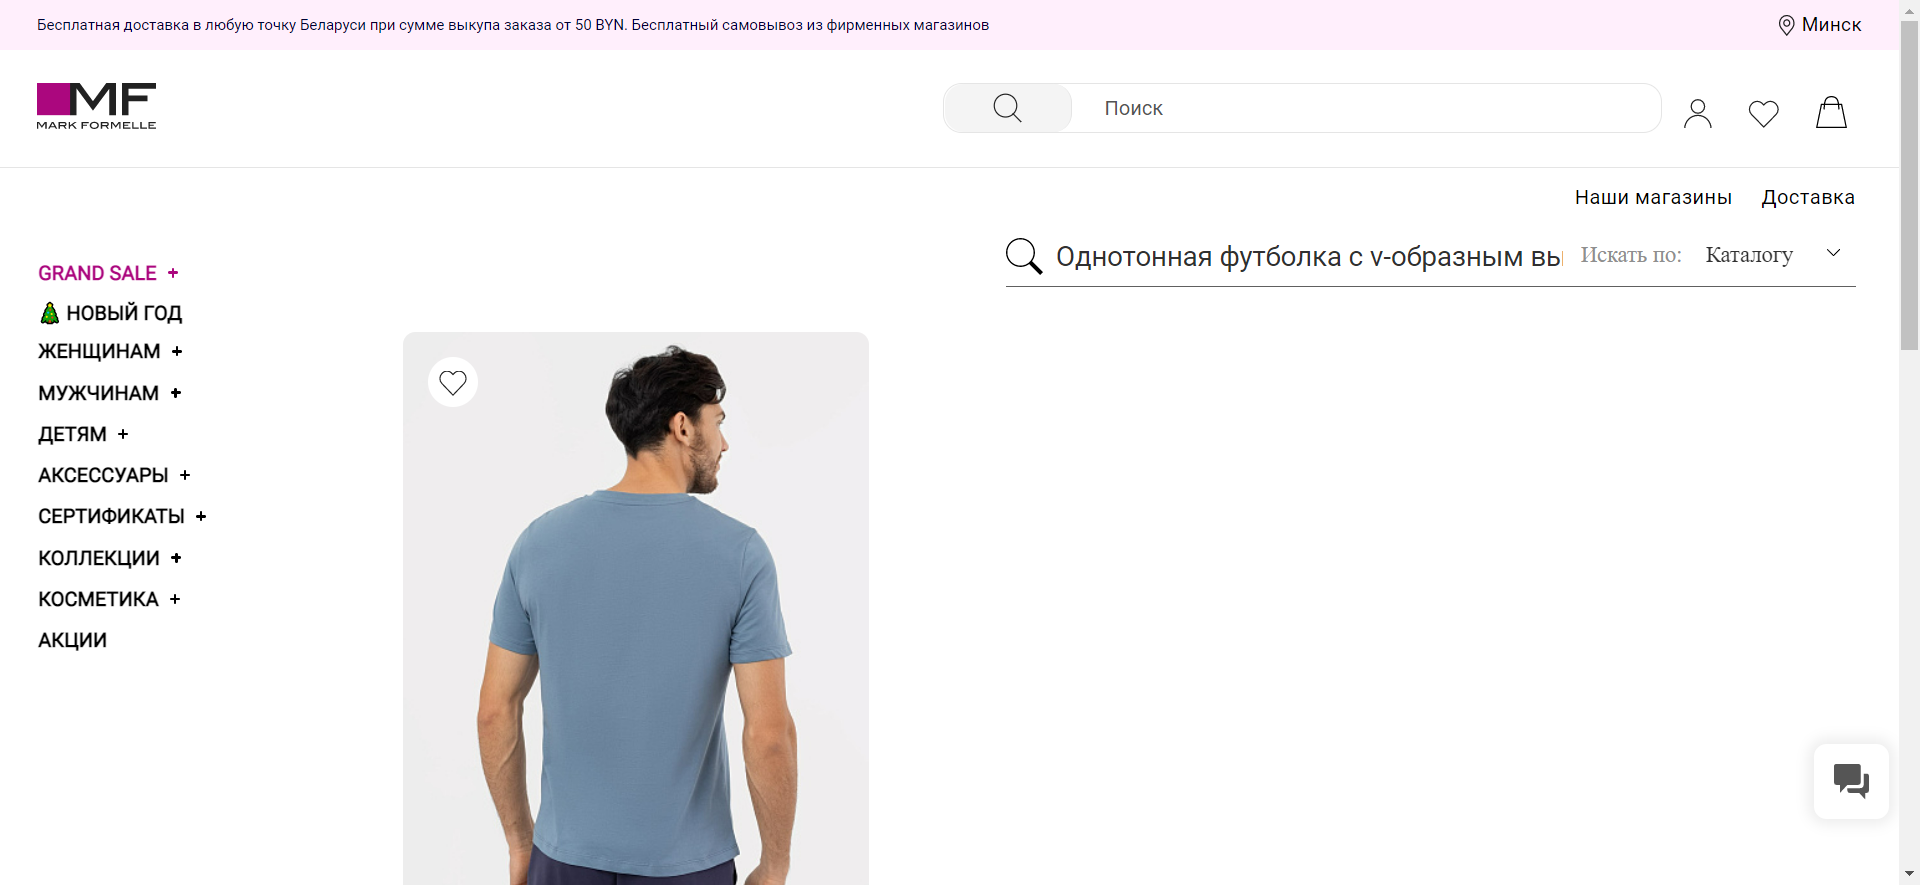 Бесплатная доставка в любую точку Беларуси при сумме выкупа заказа от 50 BYN. Бесплатный самовывоз из фирменных магазинов
Минск
MF
MARK FORMELLE
Поиск
Наши магазины Доставка
Однотонная футболка с v-образным вы
Искать по: Каталогу
GRAND SALE +
НОВЫЙ ГОД
ЖЕНЩИНАМ +
МУЖЧИНАМ +
ДЕТЯМ +
АКСЕССУАРЫ +
СЕРТИФИКАТЫ +
КОЛЛЕКЦИИ +
КОСМЕТИКА +
АКЦИИ